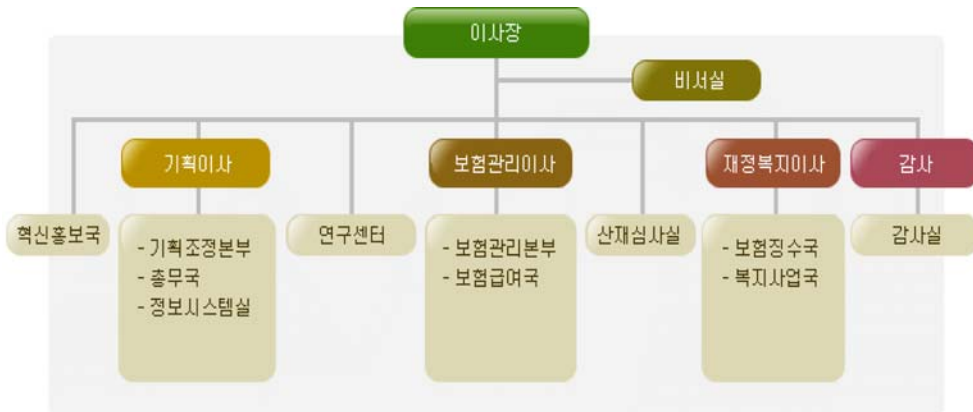 이사장
비서실
기획이사
보험관리이사
재정복지이사
감사
혁신홍보국
- 기획조정본부
- 총무국
- 정보시스템실
연구센터
- 보험관리본부
- 보험급여국
산재심사실
- 보험징수국
- 복지사업국
감사실